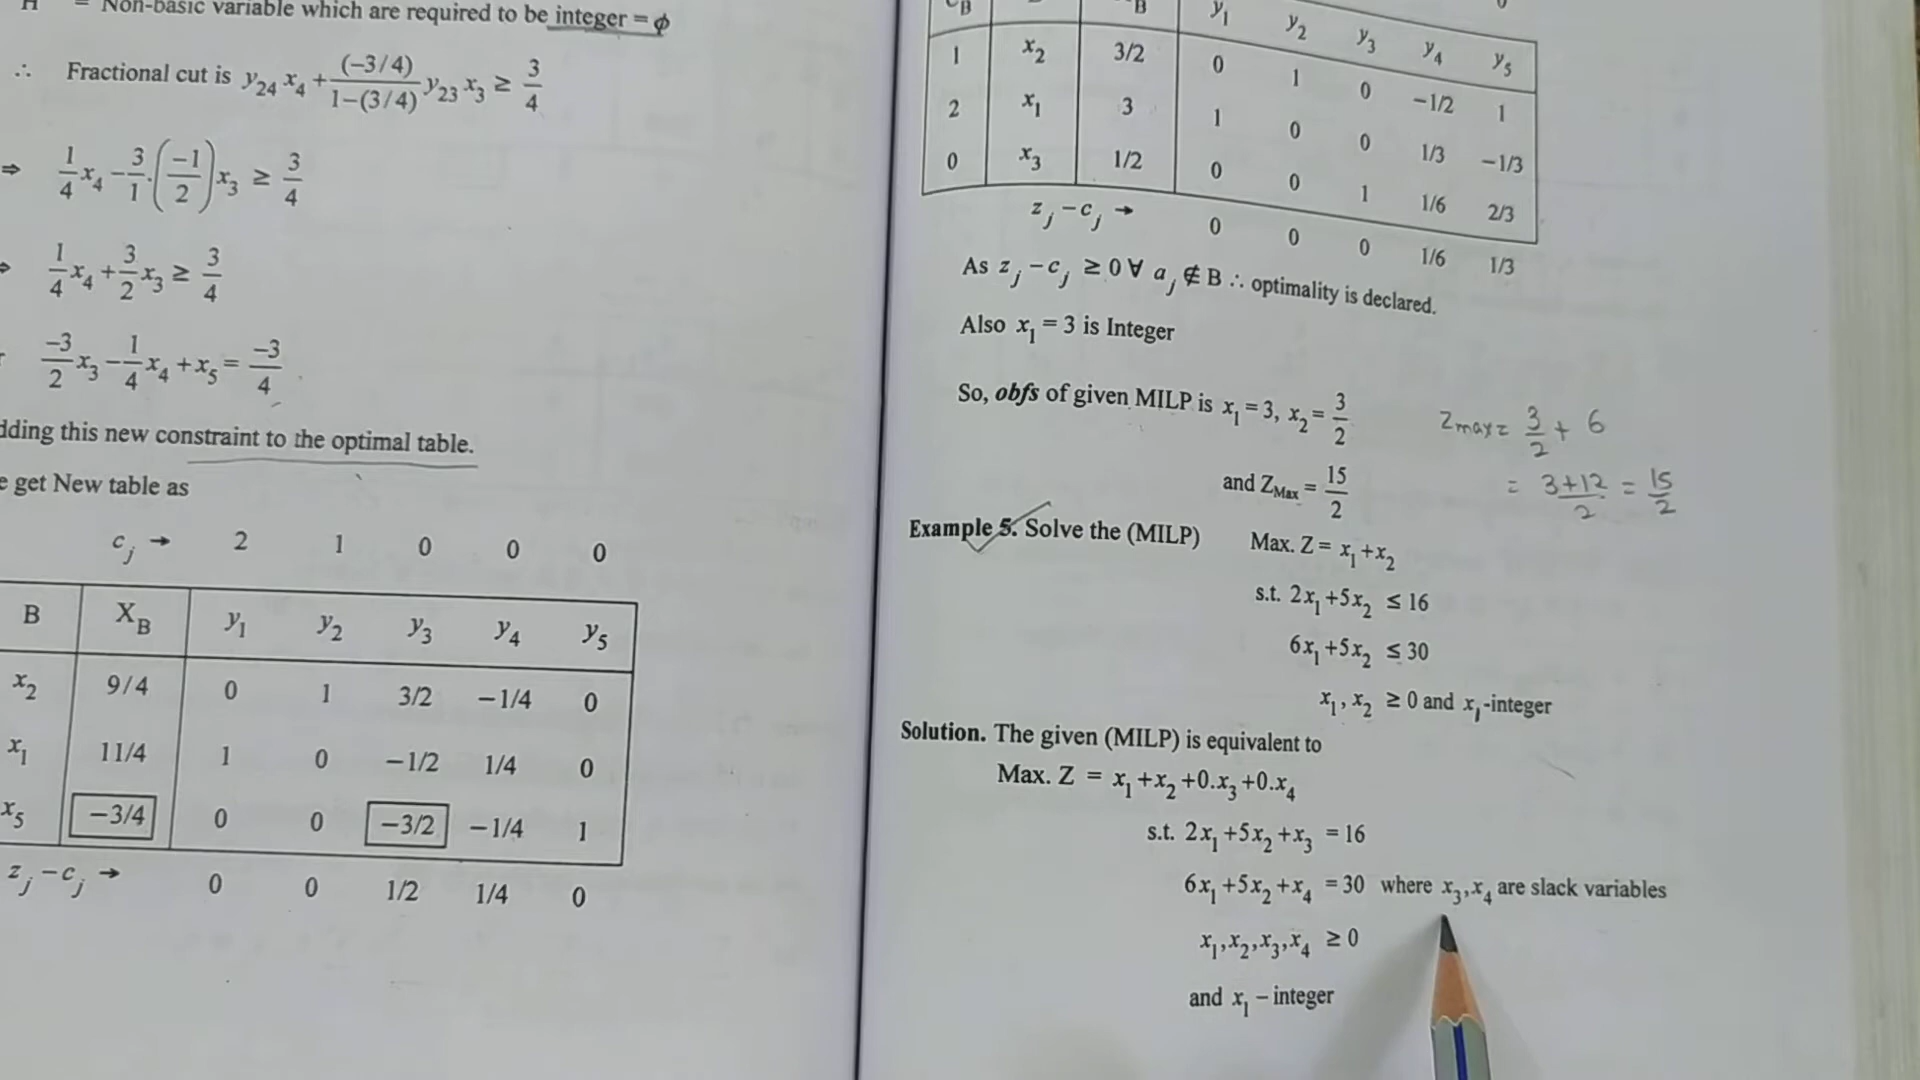 = Non-basic variable which are required to be integer = ϕ
∴ Fractional cut is y₂₄ x₄ + (−3/4)/(1−(3/4)) y₂₃ x₃ ≥ 3/4
⇒ 1/4 x₄ − 3/1 . (−1/2) x₃ ≥ 3/4
⇒ 1/4 x₄ + 3/2 x₃ ≥ 3/4
−3/2 x₃ − 1/4 x₄ + x₅ = −3/4
dding this new constraint to the optimal table.
e get New table as
cⱼ → 2 1 0 0 0
B X_B y₁ y₂ y₃ y₄ y₅
x₂ 9/4 0 1 3/2 −1/4 0
x₁ 11/4 1 0 −1/2 1/4 0
x₅ −3/4 0 0 −3/2 −1/4 1
zⱼ − cⱼ → 0 0 1/2 1/4 0
y₁ y₂ y₃ y₄ y₅
1 x₂ 3/2 0 1 0 −1/2 1
2 x₁ 3 1 0 0 1/3 −1/3
0 x₃ 1/2 0 0 1 1/6 2/3
zⱼ − cⱼ → 0 0 0 1/6 1/3
As zⱼ − cⱼ ≥ 0 ∀ aⱼ ∉ B ∴ optimality is declared.
Also x₁ = 3 is Integer
So, obfs of given MILP is x₁ = 3, x₂ = 3/2
and Z_Max = 15/2
Zmax = 3/2 + 6
= 3+12/2 = 15/2
Example 5. Solve the (MILP) Max. Z = x₁ + x₂
s.t. 2x₁ + 5x₂ ≤ 16
6x₁ + 5x₂ ≤ 30
x₁, x₂ ≥ 0 and x₁-integer
Solution. The given (MILP) is equivalent to
Max. Z = x₁ + x₂ + 0.x₃ + 0.x₄
s.t. 2x₁ + 5x₂ + x₃ = 16
6x₁ + 5x₂ + x₄ = 30 where x₃, x₄ are slack variables
x₁, x₂, x₃, x₄ ≥ 0
and x₁ – integer